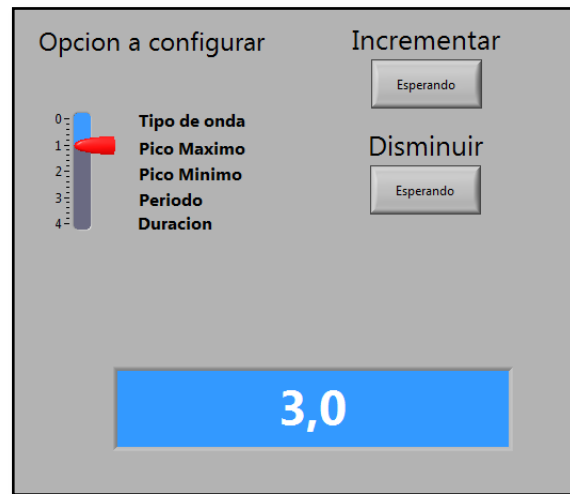 Opcion a configurar
Incrementar
Esperando
0
Tipo de onda
1
Pico Maximo
Disminuir
2
Pico Minimo
Esperando
3
Periodo
4
Duracion
3,0